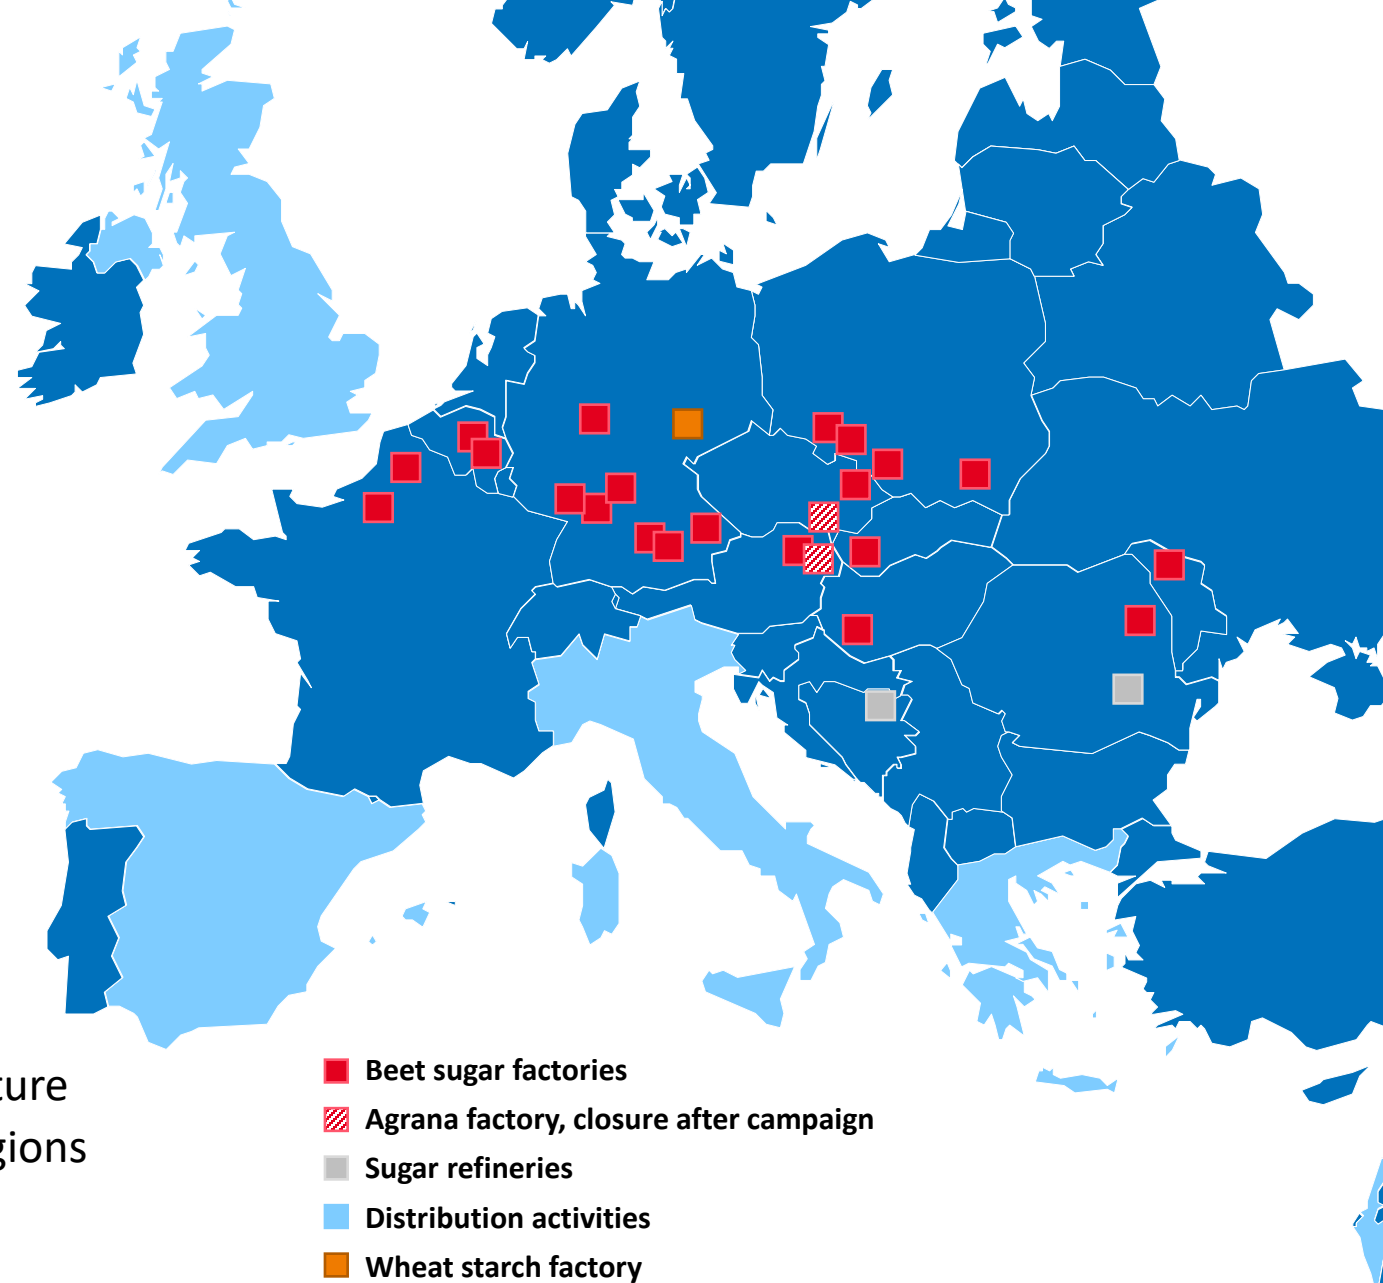 ture
gions
Beet sugar factories
Agrana factory, closure after campaign
Sugar refineries
Distribution activities
Wheat starch factory